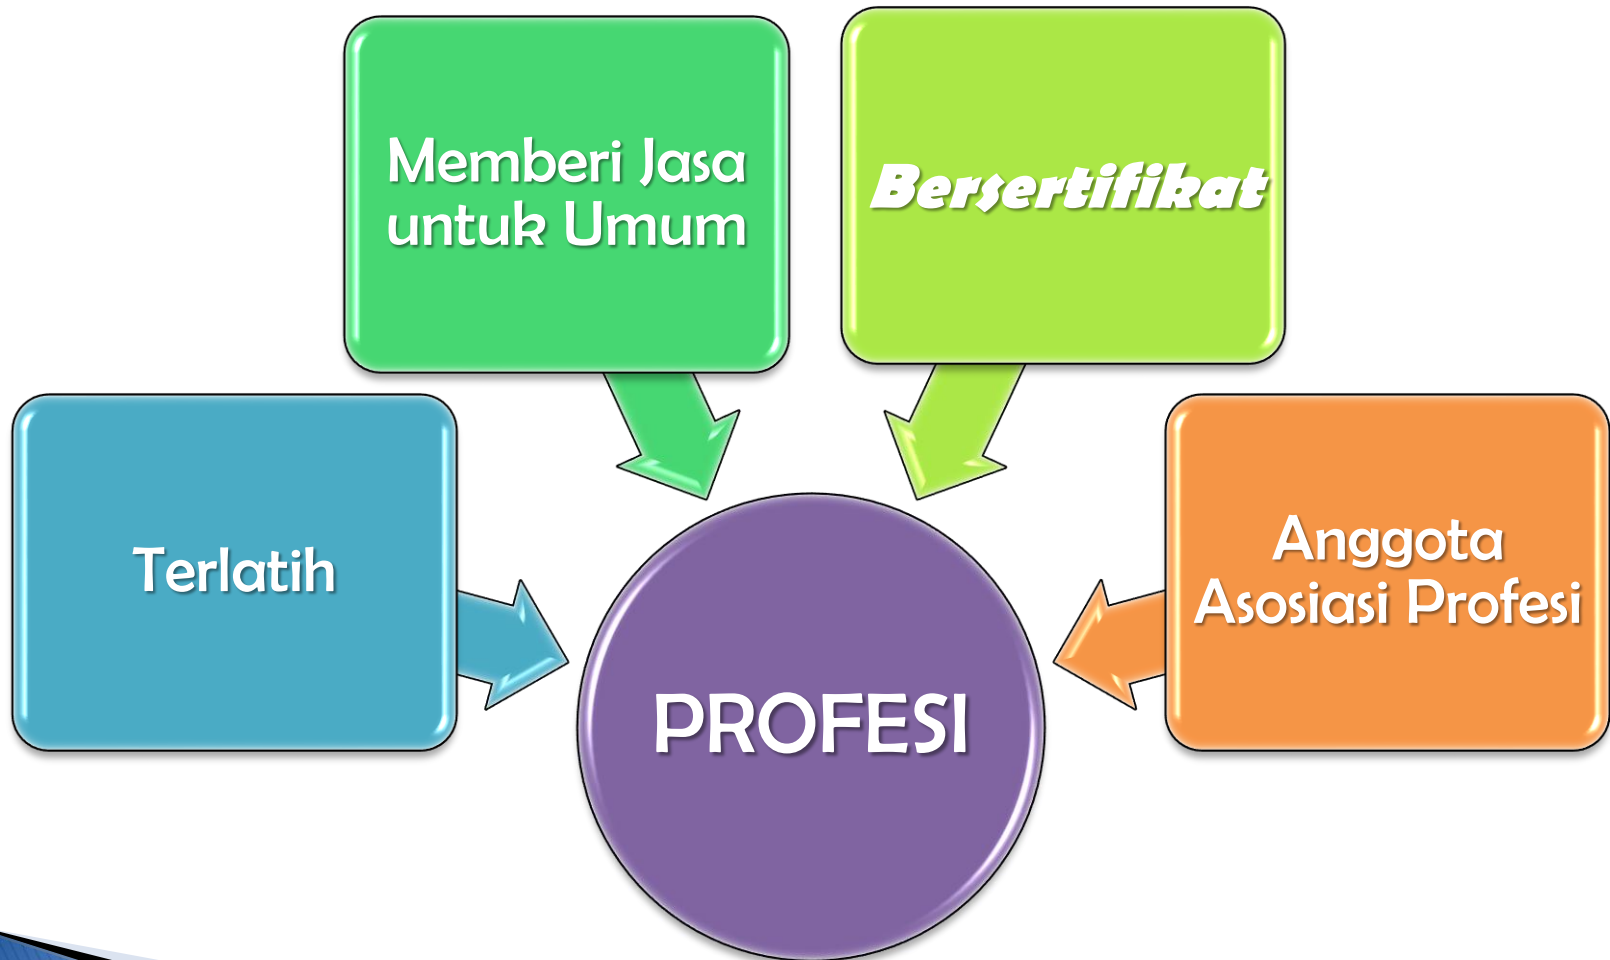 Memberi Jasa
untuk Umum
Bersertifikat
Terlatih
Anggota
Asosiasi Profesi
PROFESI